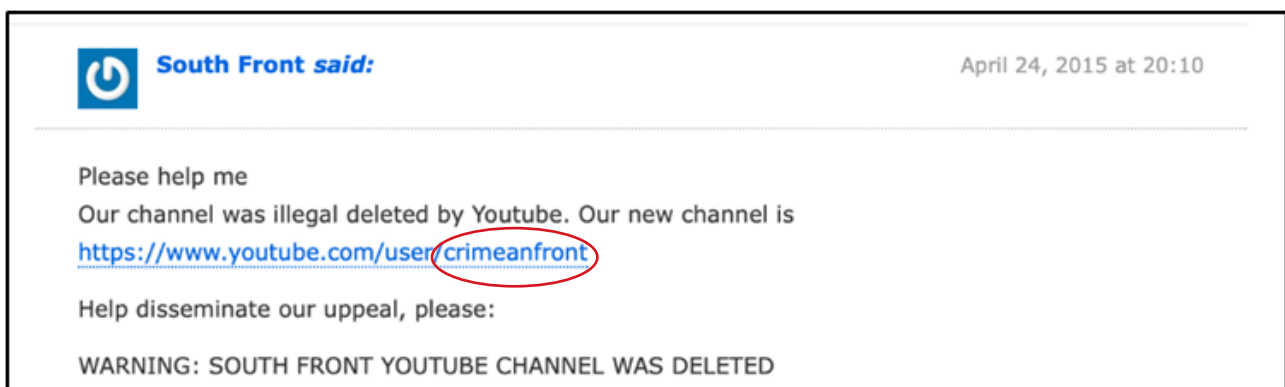 South Front said:
April 24, 2015 at 20:10
Please help me
Our channel was illegal deleted by Youtube. Our new channel is
https://www.youtube.com/user/crimeanfront
Help disseminate our uppeal, please:
WARNING: SOUTH FRONT YOUTUBE CHANNEL WAS DELETED